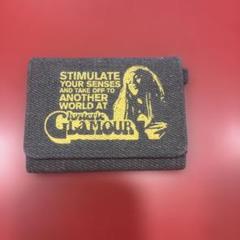 STIMULATE
YOUR SENSES
AND TAKE OFF TO
ANOTHER
WORLD AT
hysteric
GLAMOUR